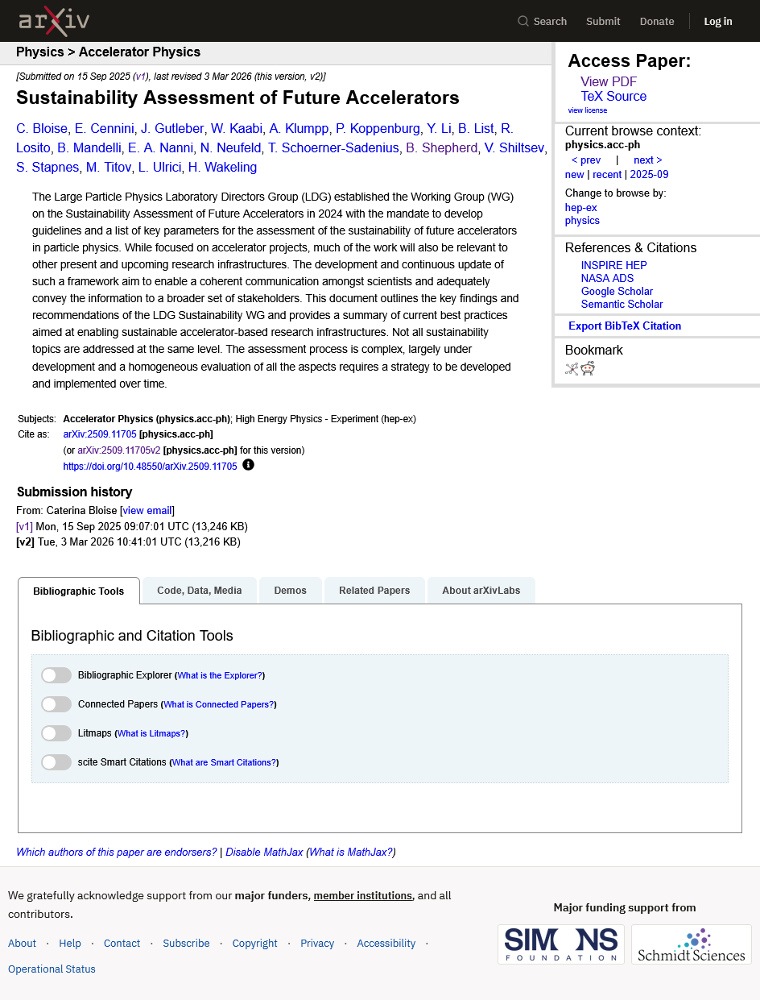 arXiv
Search
Submit
Donate
Log in
Physics > Accelerator Physics
[Submitted on 15 Sep 2025 (v1), last revised 3 Mar 2026 (this version, v2)]
Sustainability Assessment of Future Accelerators
C. Bloise, E. Cennini, J. Gutleber, W. Kaabi, A. Klumpp, P. Koppenburg, Y. Li, B. List, R.
Losito, B. Mandelli, E. A. Nanni, N. Neufeld, T. Schoerner-Sadenius, B. Shepherd, V. Shiltsev,
S. Stapnes, M. Titov, L. Ulrici, H. Wakeling
The Large Particle Physics Laboratory Directors Group (LDG) established the Working Group (WG)
on the Sustainability Assessment of Future Accelerators in 2024 with the mandate to develop
guidelines and a list of key parameters for the assessment of the sustainability of future accelerators
in particle physics. While focused on accelerator projects, much of the work will also be relevant to
other present and upcoming research infrastructures. The development and continuous update of
such a framework aim to enable a coherent communication amongst scientists and adequately
convey the information to a broader set of stakeholders. This document outlines the key findings and
recommendations of the LDG Sustainability WG and provides a summary of current best practices
aimed at enabling sustainable accelerator-based research infrastructures. Not all sustainability
topics are addressed at the same level. The assessment process is complex, largely under
development and a homogeneous evaluation of all the aspects requires a strategy to be developed
and implemented over time.
Subjects: Accelerator Physics (physics.acc-ph); High Energy Physics - Experiment (hep-ex)
Cite as: arXiv:2509.11705 [physics.acc-ph]
(or arXiv:2509.11705v2 [physics.acc-ph] for this version)
https://doi.org/10.48550/arXiv.2509.11705
Submission history
From: Caterina Bloise [view email]
[v1] Mon, 15 Sep 2025 09:07:01 UTC (13,246 KB)
[v2] Tue, 3 Mar 2026 10:41:01 UTC (13,216 KB)
Access Paper:
View PDF
TeX Source
view license
Current browse context:
physics.acc-ph
< prev | next >
new | recent | 2025-09
Change to browse by:
hep-ex
physics
References & Citations
INSPIRE HEP
NASA ADS
Google Scholar
Semantic Scholar
Export BibTeX Citation
Bookmark
Bibliographic Tools
Code, Data, Media
Demos
Related Papers
About arXivLabs
Bibliographic and Citation Tools
Bibliographic Explorer (What is the Explorer?)
Connected Papers (What is Connected Papers?)
Litmaps (What is Litmaps?)
scite Smart Citations (What are Smart Citations?)
Which authors of this paper are endorsers? | Disable MathJax (What is MathJax?)
We gratefully acknowledge support from our major funders, member institutions, and all
contributors.
About · Help · Contact · Subscribe · Copyright · Privacy · Accessibility ·
Operational Status
Major funding support from
SIMONS
FOUNDATION
Schmidt Sciences